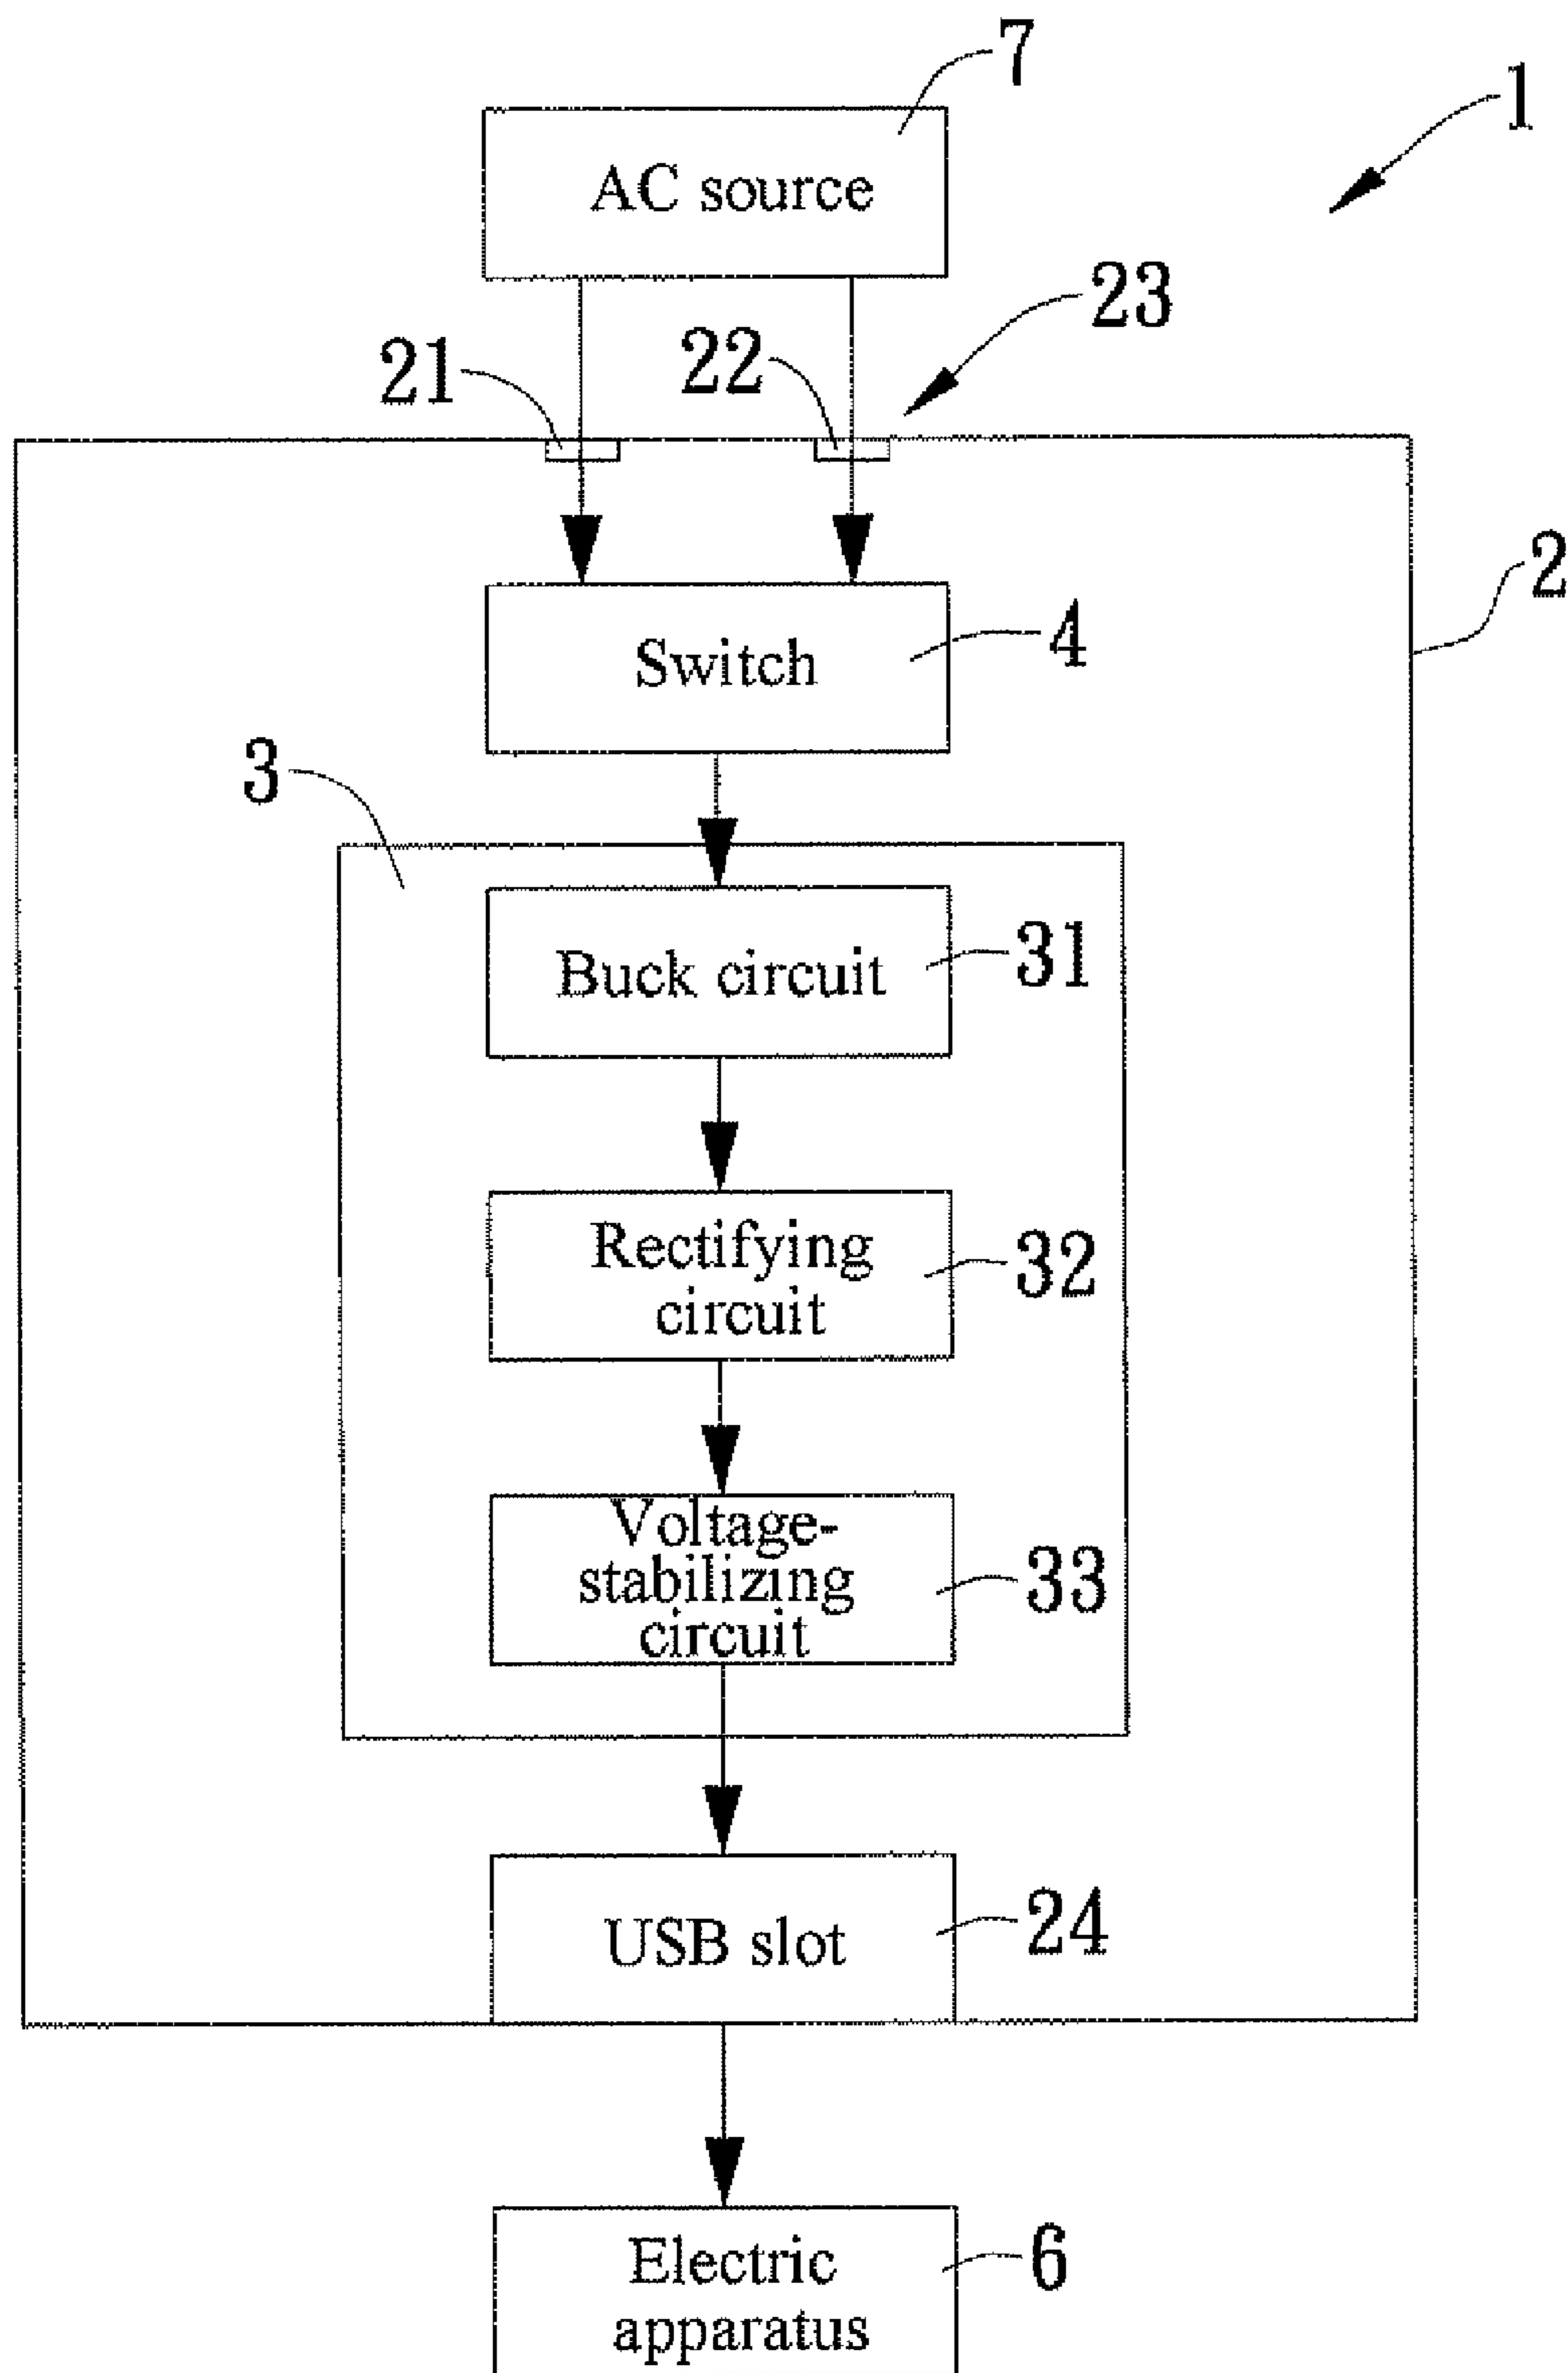 7
1
AC source
23
21
22
2
Switch
4
3
Buck circuit
31
Rectifying
circuit
32
Voltage-
stabilizing
circuit
33
USB slot
24
Electric
apparatus
6